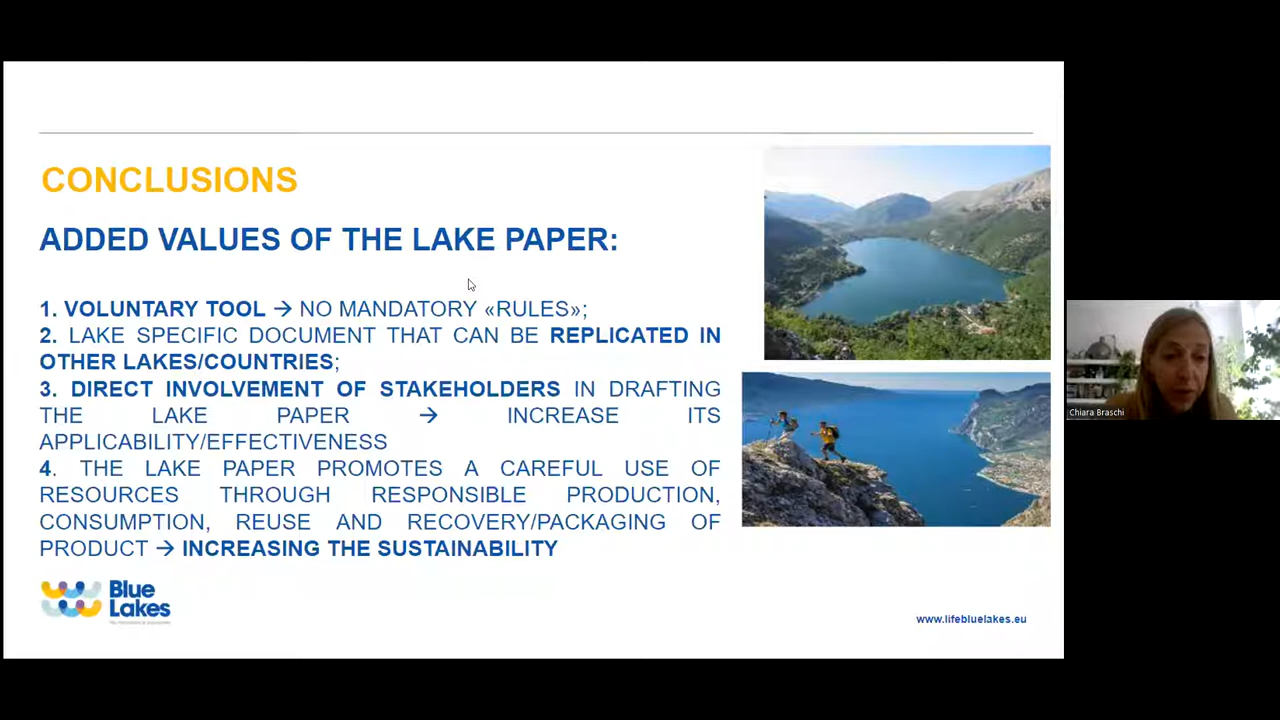 CONCLUSIONS
ADDED VALUES OF THE LAKE PAPER:
1. VOLUNTARY TOOL → NO MANDATORY «RULES»;
2. LAKE SPECIFIC DOCUMENT THAT CAN BE REPLICATED IN
OTHER LAKES/COUNTRIES;
3. DIRECT INVOLVEMENT OF STAKEHOLDERS IN DRAFTING
THE LAKE PAPER → INCREASE ITS
APPLICABILITY/EFFECTIVENESS
4. THE LAKE PAPER PROMOTES A CAREFUL USE OF
RESOURCES THROUGH RESPONSIBLE PRODUCTION,
CONSUMPTION, REUSE AND RECOVERY/PACKAGING OF
PRODUCT → INCREASING THE SUSTAINABILITY
Blue
Lakes
www.lifebluelakes.eu
Chiara Braschi